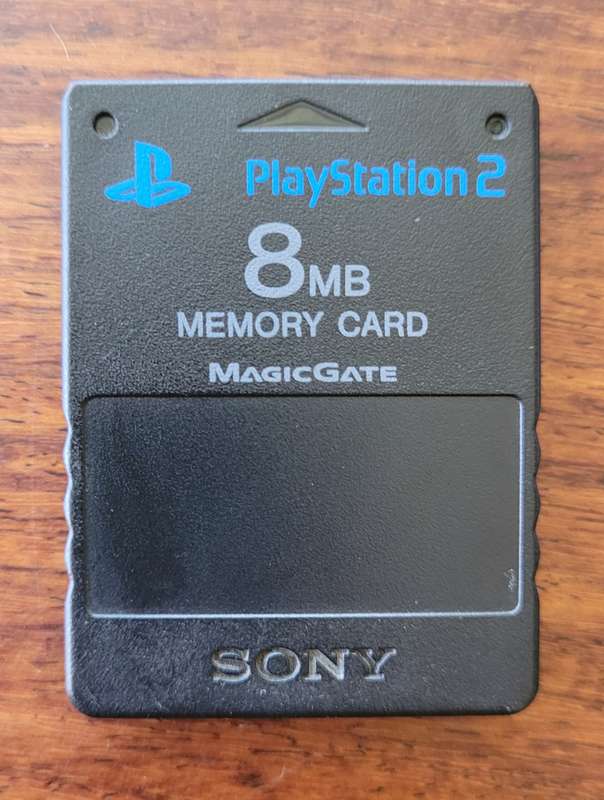 PlayStation 2
8MB
MEMORY CARD
MAGICGATE
SONY